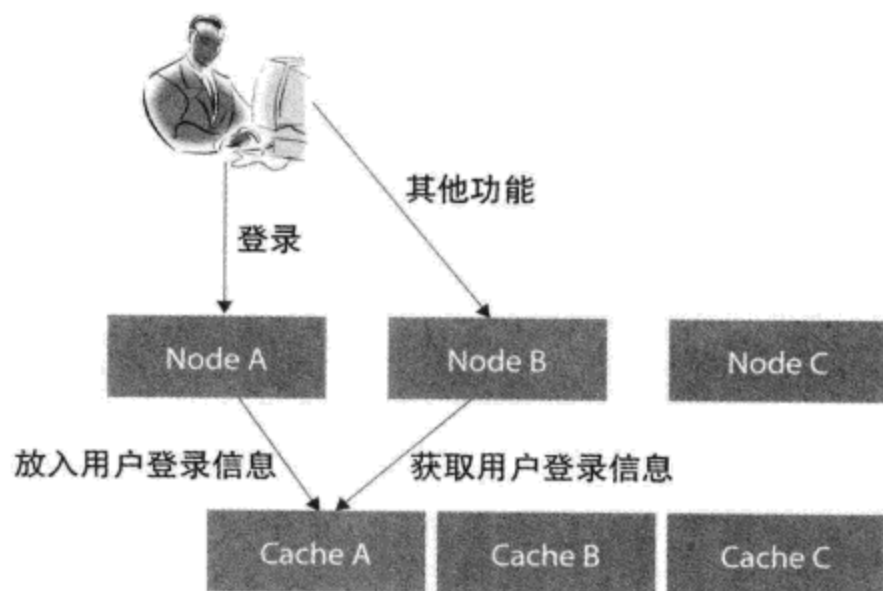 其他功能
登录
Node A
Node B
Node C
放入用户登录信息
获取用户登录信息
Cache A
Cache B
Cache C